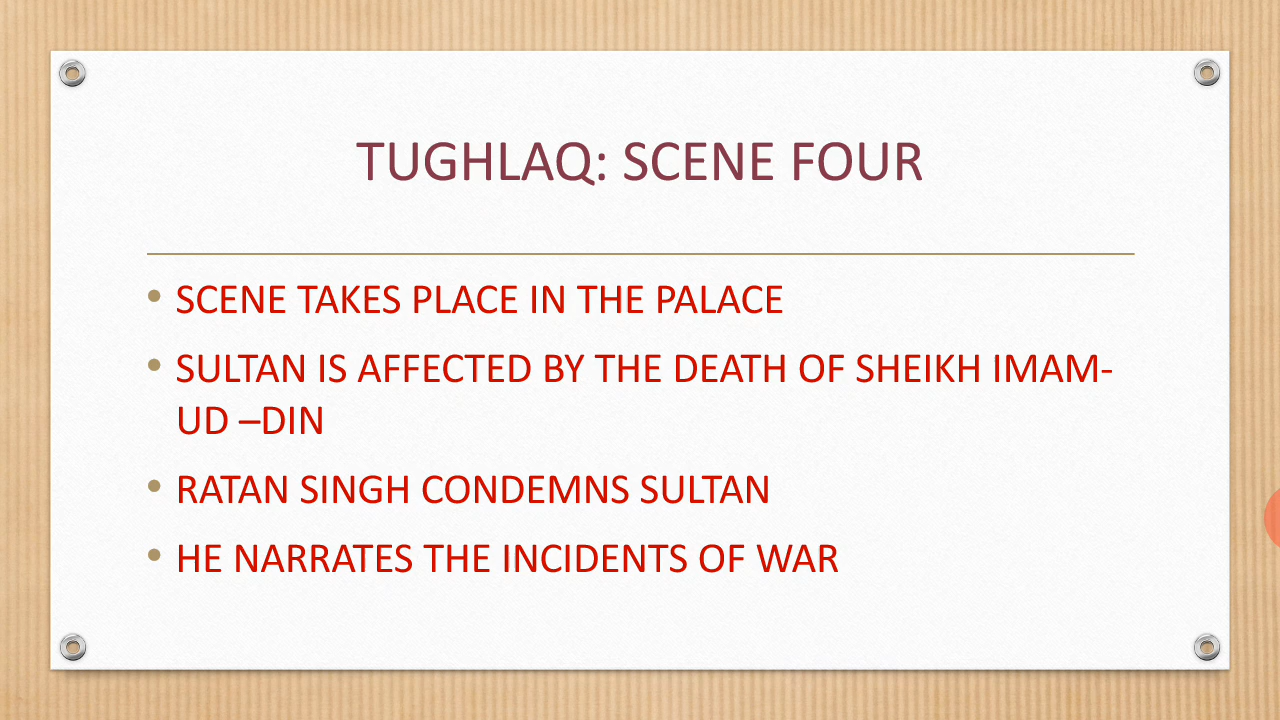 TUGHLAQ: SCENE FOUR
• SCENE TAKES PLACE IN THE PALACE
• SULTAN IS AFFECTED BY THE DEATH OF SHEIKH IMAM-
UD –DIN
• RATAN SINGH CONDEMNS SULTAN
• HE NARRATES THE INCIDENTS OF WAR